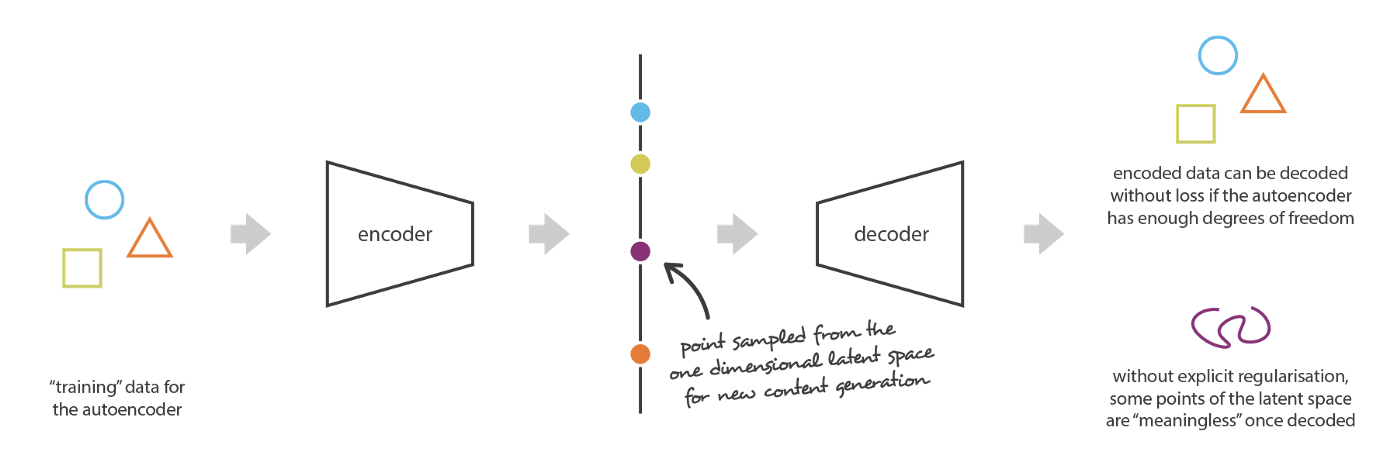 "training" data for
the autoencoder
encoder
point sampled from the
one dimensional latent space
for new content generation
decoder
encoded data can be decoded
without loss if the autoencoder
has enough degrees of freedom
without explicit regularisation,
some points of the latent space
are "meaningless" once decoded